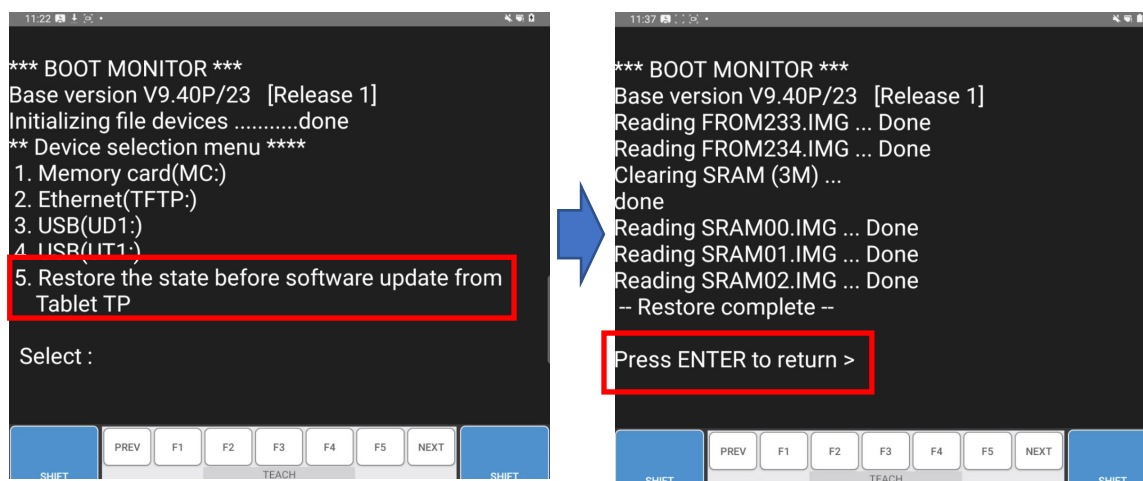 11:22
*** BOOT MONITOR ***
Base version V9.40P/23 [Release 1]
Initializing file devices ...........done
** Device selection menu ****
1. Memory card(MC:)
2. Ethernet(TFTP:)
3. USB(UD1:)
4. USB(UT1:)
5. Restore the state before software update from
Tablet TP
Select :
PREV F1 F2 F3 F4 F5 NEXT
SHIFT TEACH SHIFT
11:37
*** BOOT MONITOR ***
Base version V9.40P/23 [Release 1]
Reading FROM233.IMG ... Done
Reading FROM234.IMG ... Done
Clearing SRAM (3M) ...
done
Reading SRAM00.IMG ... Done
Reading SRAM01.IMG ... Done
Reading SRAM02.IMG ... Done
-- Restore complete --
Press ENTER to return >
PREV F1 F2 F3 F4 F5 NEXT
SHIFT TEACH SHIFT